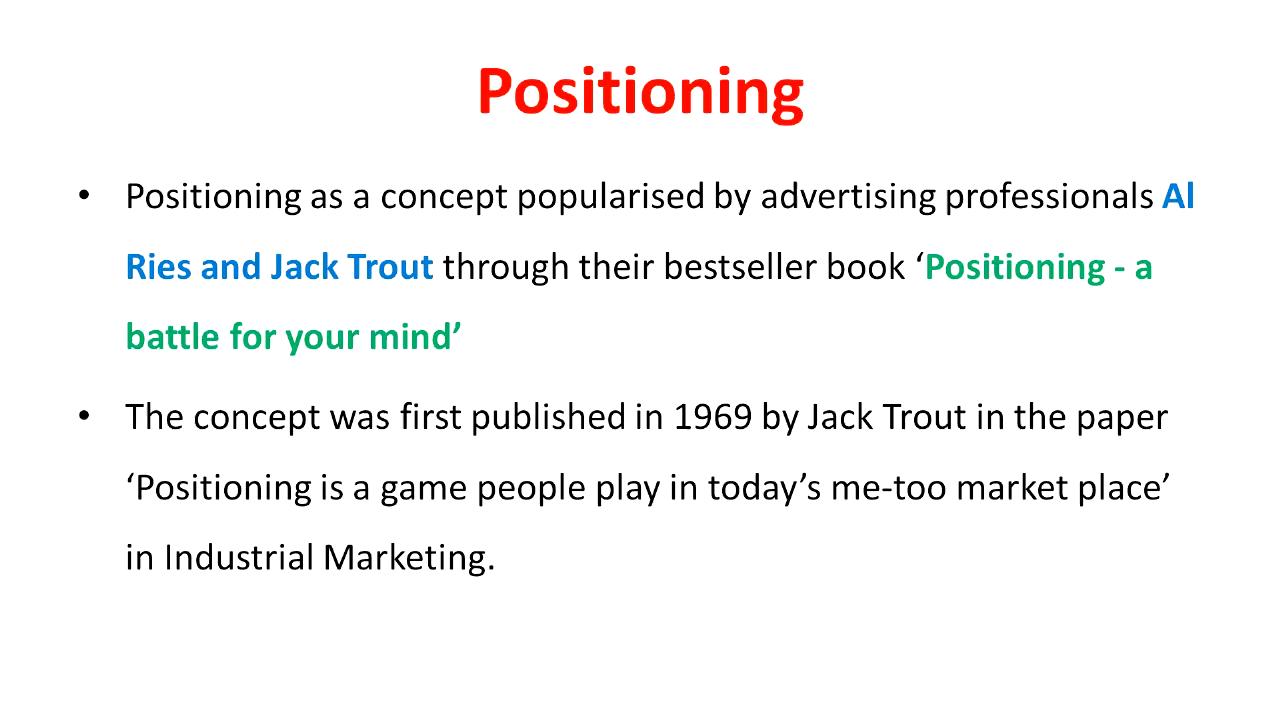 Positioning
• Positioning as a concept popularised by advertising professionals Al
Ries and Jack Trout through their bestseller book ‘Positioning - a
battle for your mind’
• The concept was first published in 1969 by Jack Trout in the paper
‘Positioning is a game people play in today’s me-too market place’
in Industrial Marketing.